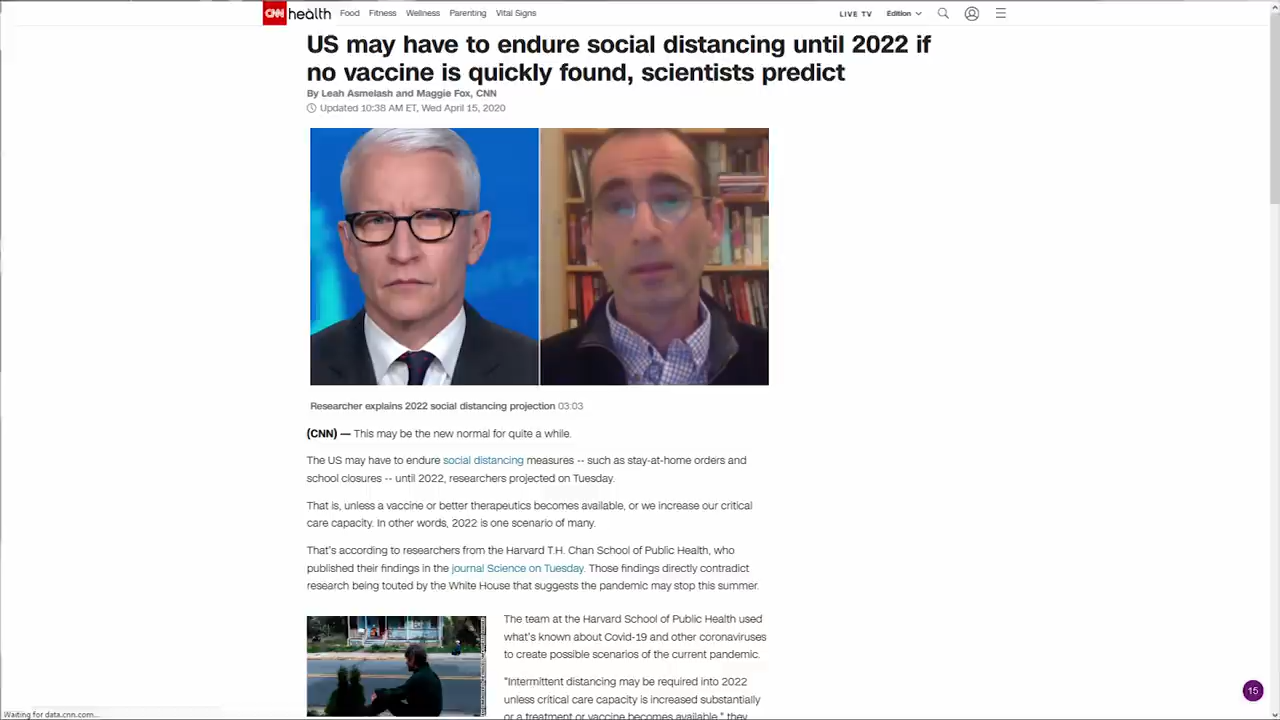 CNN health Food Fitness Wellness Parenting Vital Signs LIVE TV Edition
US may have to endure social distancing until 2022 if
no vaccine is quickly found, scientists predict
By Leah Asmelash and Maggie Fox, CNN
Updated 10:38 AM ET, Wed April 15, 2020
Researcher explains 2022 social distancing projection 03:03
(CNN) — This may be the new normal for quite a while.
The US may have to endure social distancing measures -- such as stay-at-home orders and
school closures -- until 2022, researchers projected on Tuesday.
That is, unless a vaccine or better therapeutics becomes available, or we increase our critical
care capacity. In other words, 2022 is one scenario of many.
That's according to researchers from the Harvard T.H. Chan School of Public Health, who
published their findings in the journal Science on Tuesday. Those findings directly contradict
research being touted by the White House that suggests the pandemic may stop this summer.
The team at the Harvard School of Public Health used
what's known about Covid-19 and other coronaviruses
to create possible scenarios of the current pandemic.
"Intermittent distancing may be required into 2022
unless critical care capacity is increased substantially
or a treatment or vaccine becomes available," they
15
Waiting for data.cnn.com...